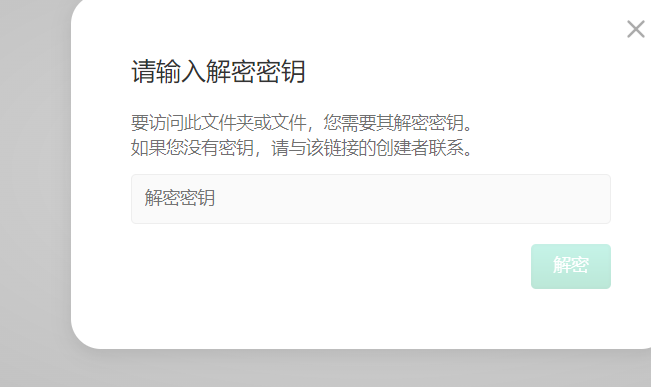 请输入解密密钥
要访问此文件夹或文件，您需要其解密密钥。
如果您没有密钥，请与该链接的创建者联系。
解密密钥
解密